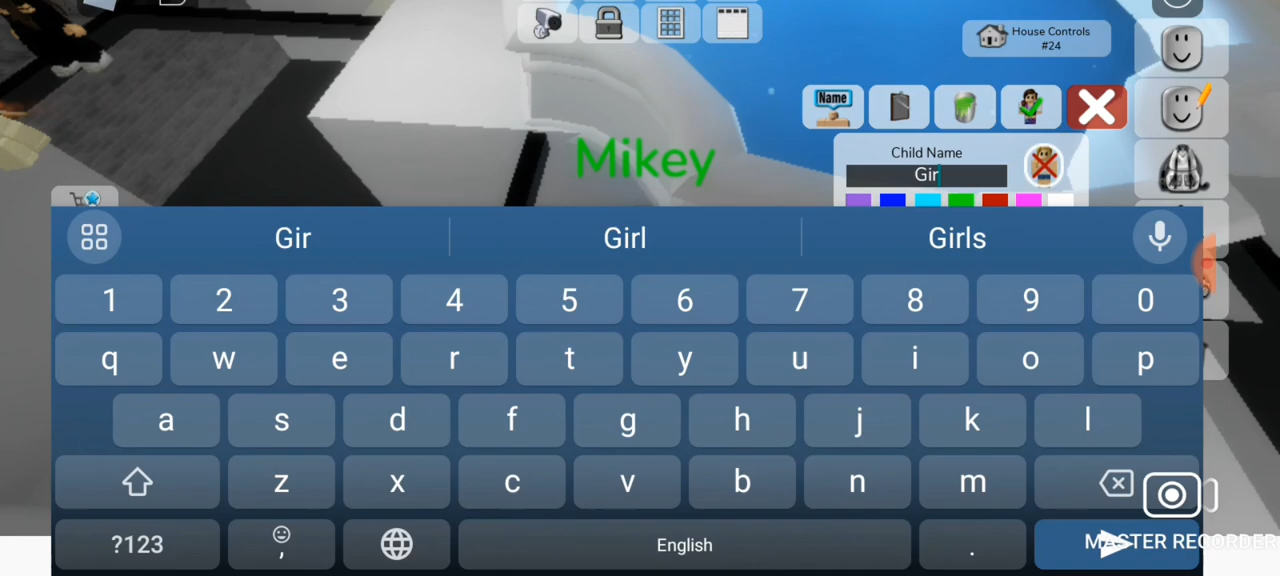 House Controls
#24
Name
Child Name
Gir
Mikey
Gir Girl Girls
1 2 3 4 5 6 7 8 9 0
q w e r t y u i o p
a s d f g h j k l
z x c v b n m
?123 , English .
MASTER RECORDER